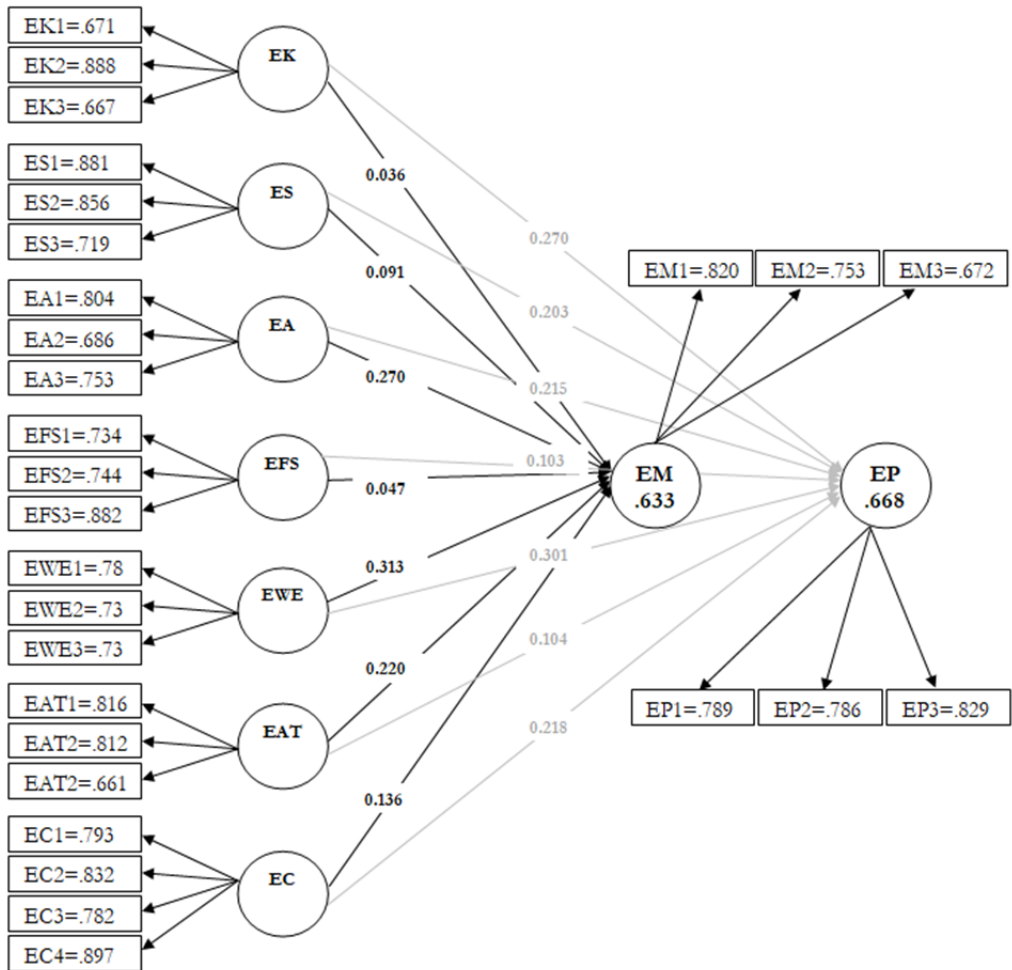 EK1=.671
EK2=.888
EK3=.667
EK
ES1=.881
ES2=.856
ES3=.719
ES
EA1=.804
EA2=.686
EA3=.753
EA
EFS1=.734
EFS2=.744
EFS3=.882
EFS
EWE1=.78
EWE2=.73
EWE3=.73
EWE
EAT1=.816
EAT2=.812
EAT2=.661
EAT
EC1=.793
EC2=.832
EC3=.782
EC4=.897
EC
0.036
0.091
0.270
0.047
0.313
0.220
0.136
0.270
0.203
0.215
0.103
0.301
0.104
0.218
EM1=.820
EM2=.753
EM3=.672
EM
.633
EP
.668
EP1=.789
EP2=.786
EP3=.829